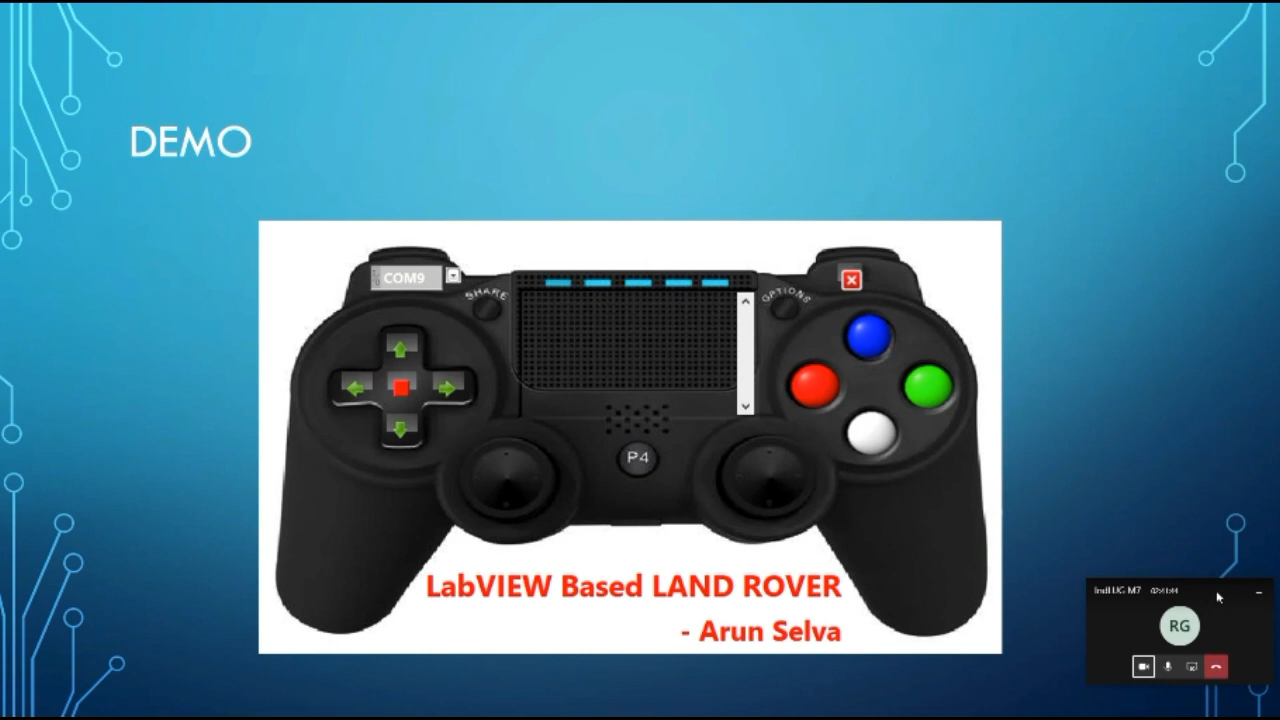 DEMO
COM9
SHARE
OPTIONS
P4
LabVIEW Based LAND ROVER
- Arun Selva
RG